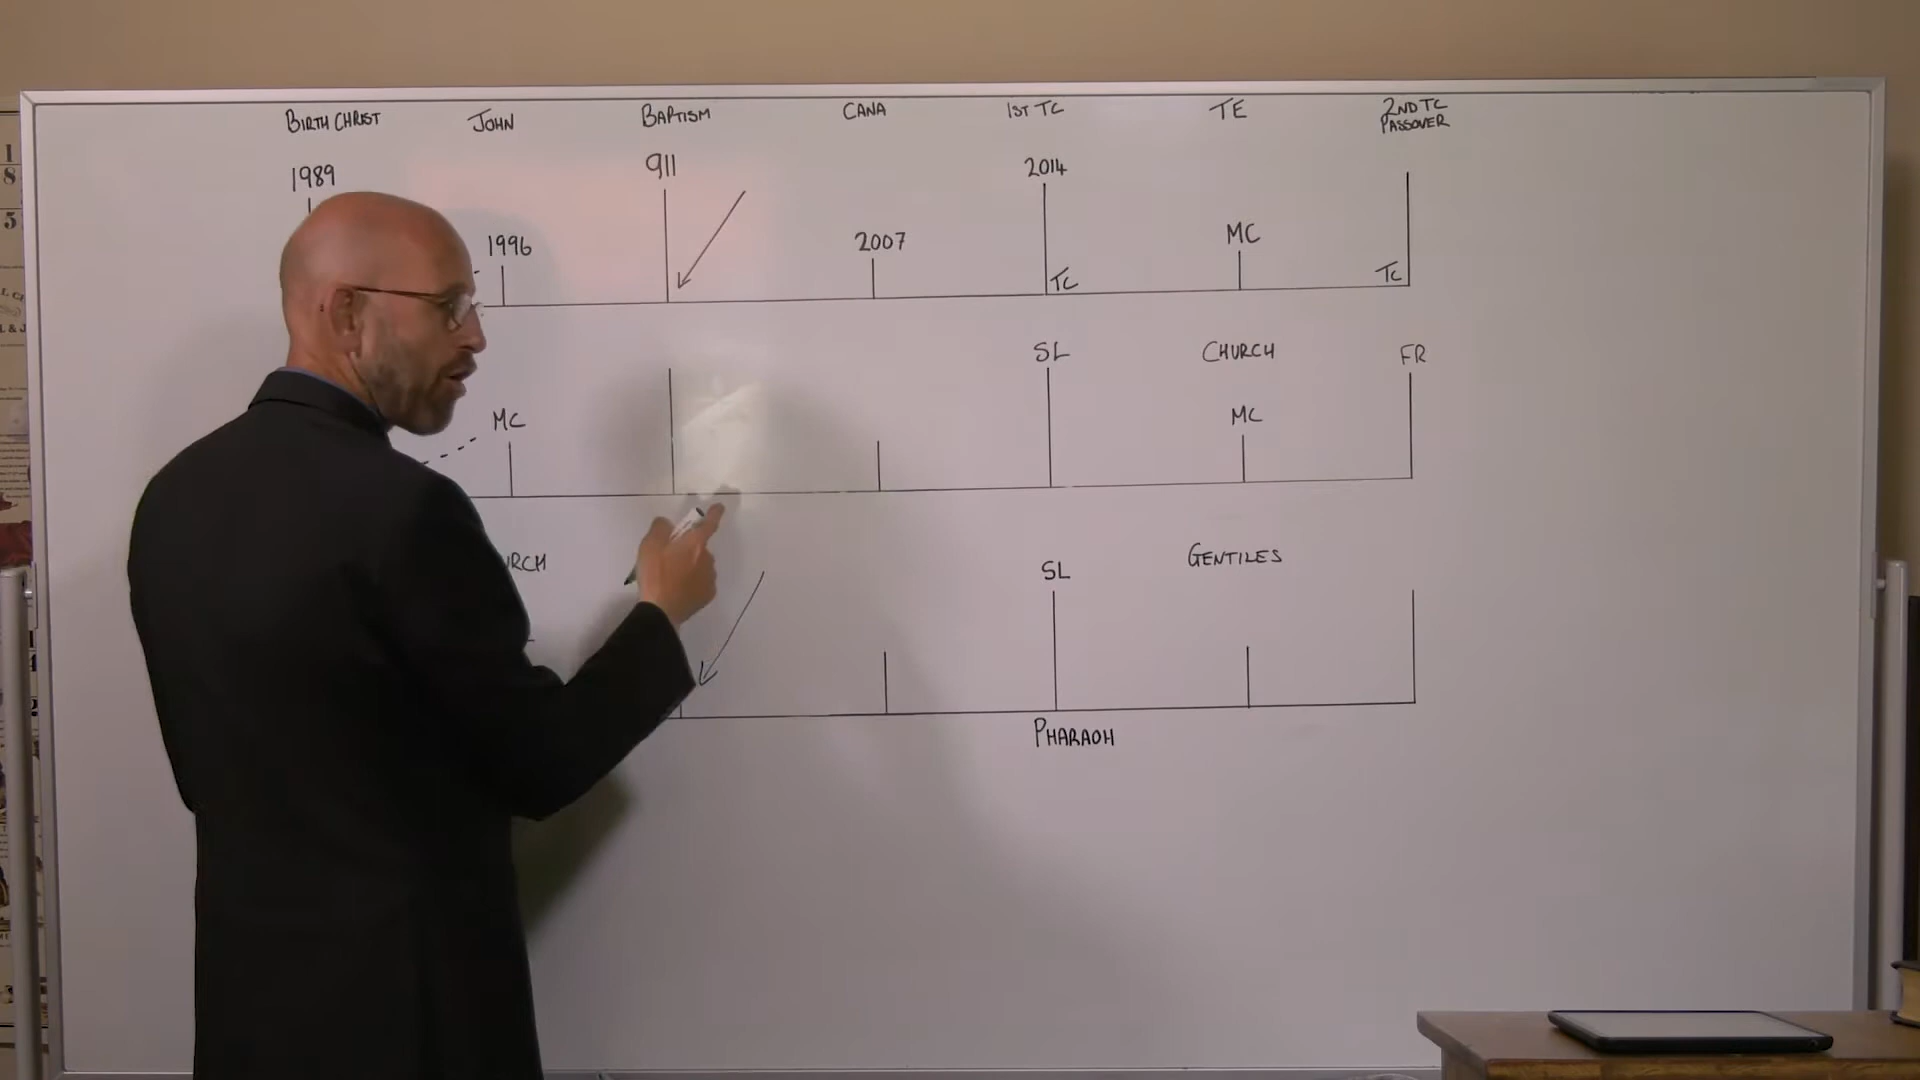 BIRTH CHRIST
JOHN
BAPTISM
CANA
1ST TC
TE
2ND TC
PASSOVER
1989
911
2014
1996
2007
MC
TC
TC
SL
CHURCH
FR
MC
MC
URCH
SL
GENTILES
PHARAOH